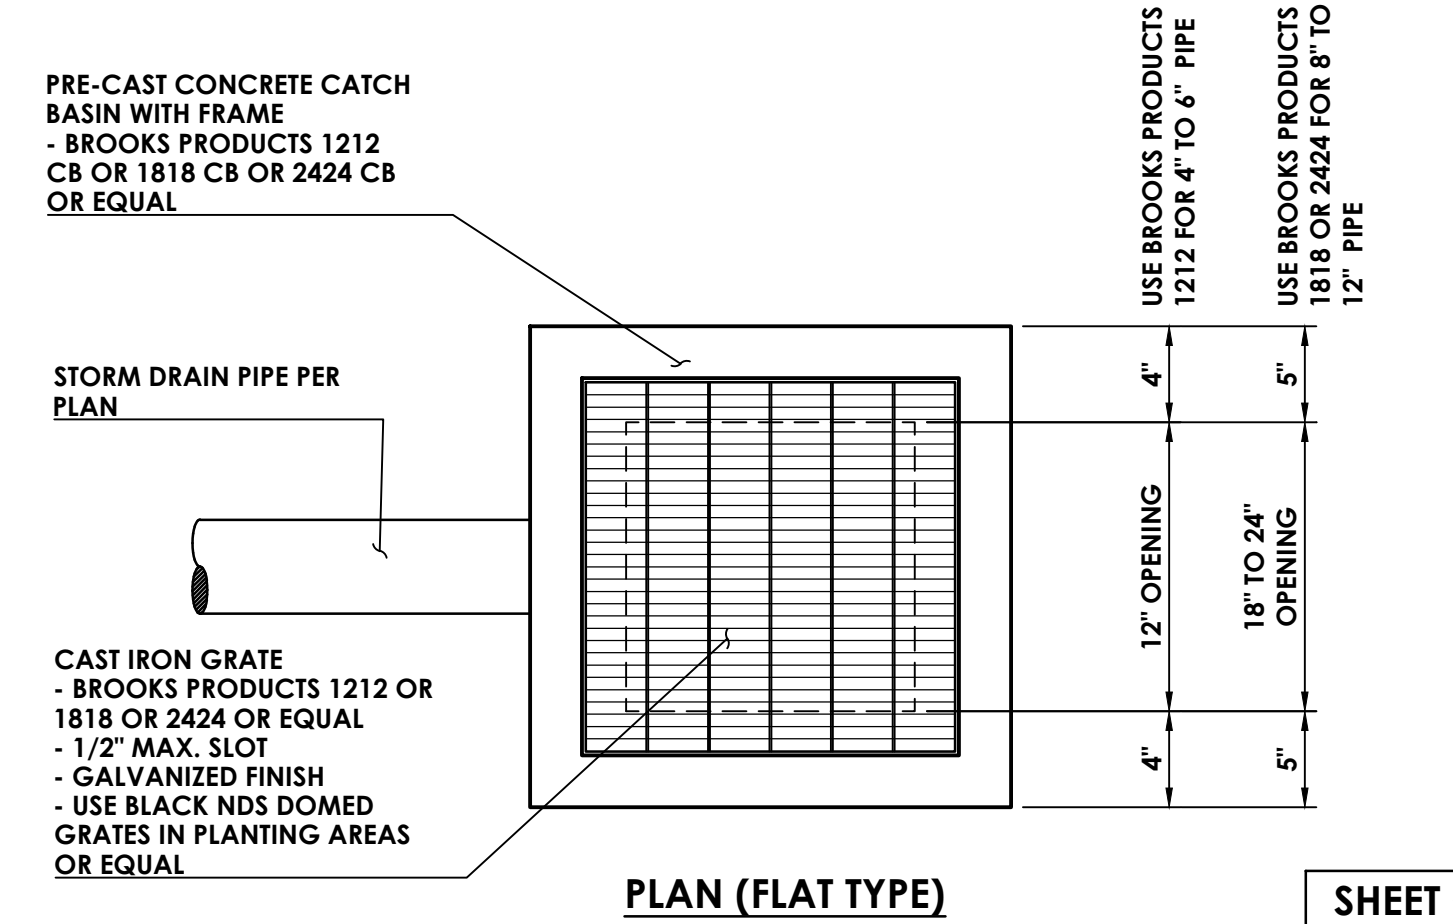 PRE-CAST CONCRETE CATCH
BASIN WITH FRAME
- BROOKS PRODUCTS 1212
CB OR 1818 CB OR 2424 CB
OR EQUAL
STORM DRAIN PIPE PER
PLAN
CAST IRON GRATE
- BROOKS PRODUCTS 1212 OR
1818 OR 2424 OR EQUAL
- 1/2" MAX. SLOT
- GALVANIZED FINISH
- USE BLACK NDS DOMED
GRATES IN PLANTING AREAS
OR EQUAL
USE BROOKS PRODUCTS
1212 FOR 4" TO 6" PIPE
USE BROOKS PRODUCTS
1818 OR 2424 FOR 8" TO
12" PIPE
4"
5"
12" OPENING
18" TO 24"
OPENING
4"
5"
PLAN (FLAT TYPE)
SHEET